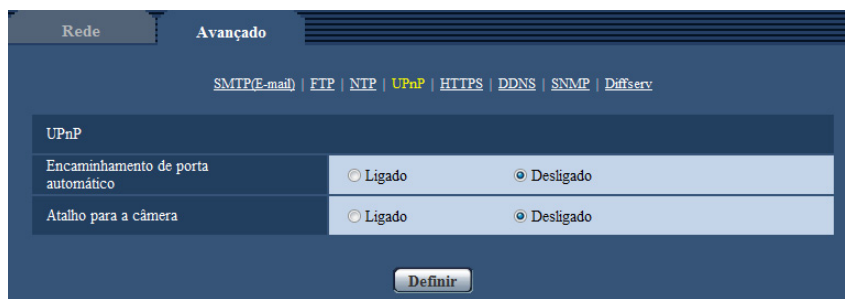 Rede Avançado
SMTP(E-mail) | FTP | NTP | UPnP | HTTPS | DDNS | SNMP | Diffserv
UPnP
Encaminhamento de porta
automático
Ligado Desligado
Atalho para a câmera
Ligado Desligado
Definir